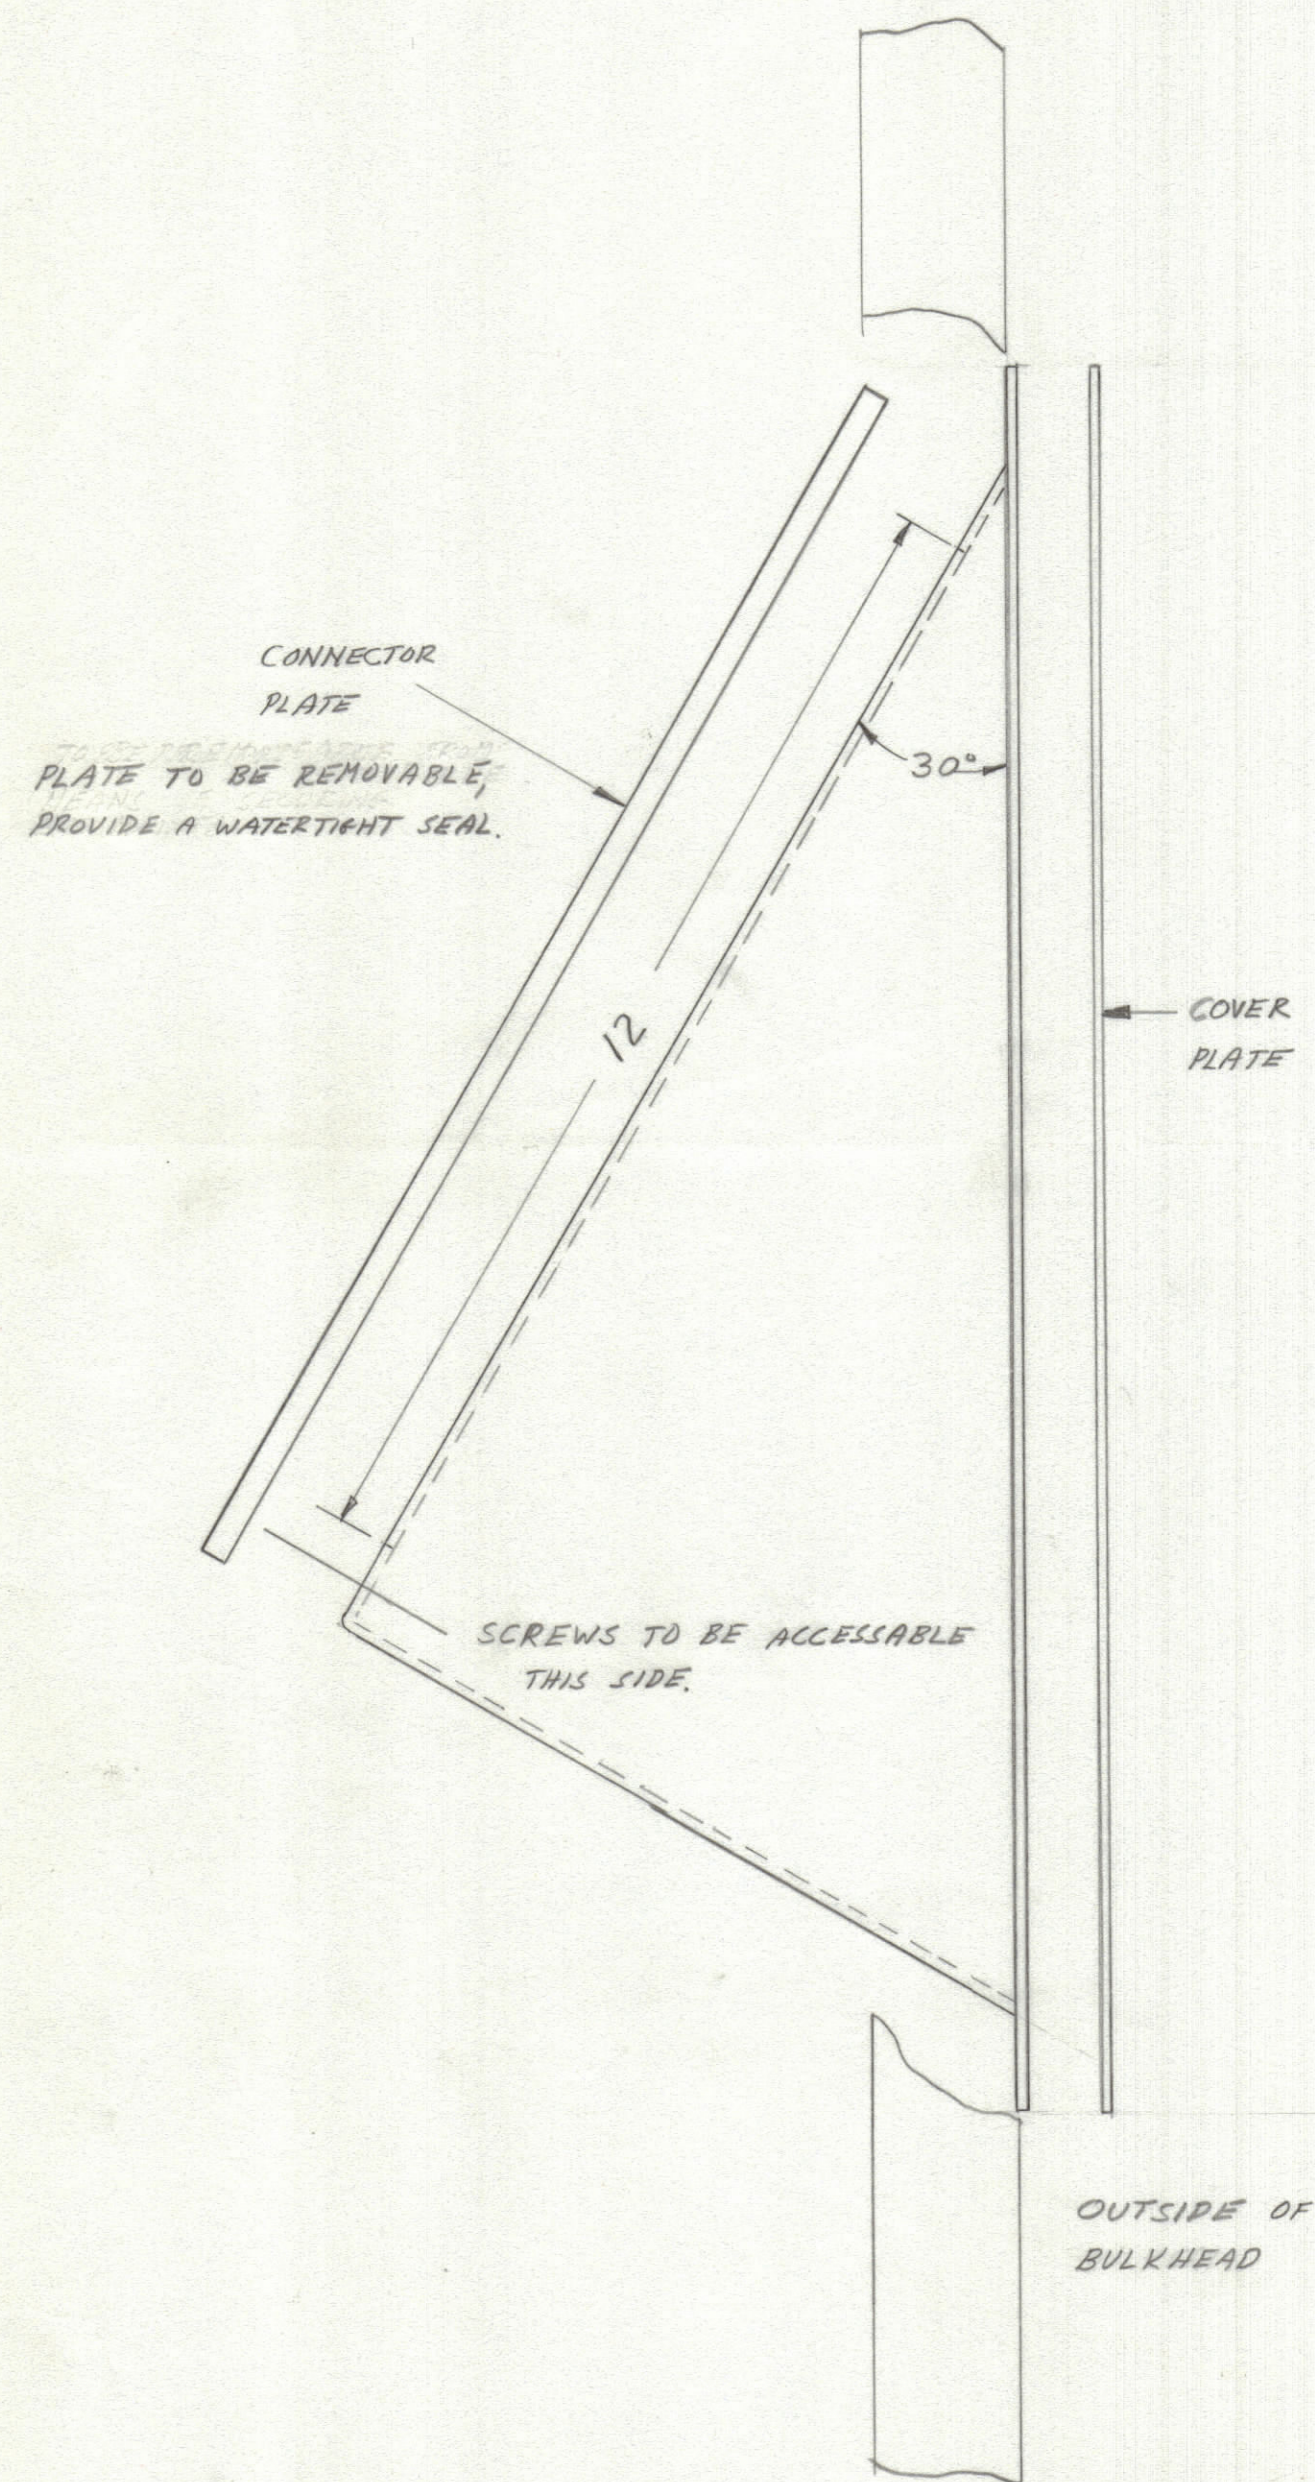 CONNECTOR
PLATE
PLATE TO BE REMOVABLE,
PROVIDE A WATERTIGHT SEAL.
30°
12
COVER
PLATE
SCREWS TO BE ACCESSABLE
THIS SIDE.
OUTSIDE OF
BULKHEAD